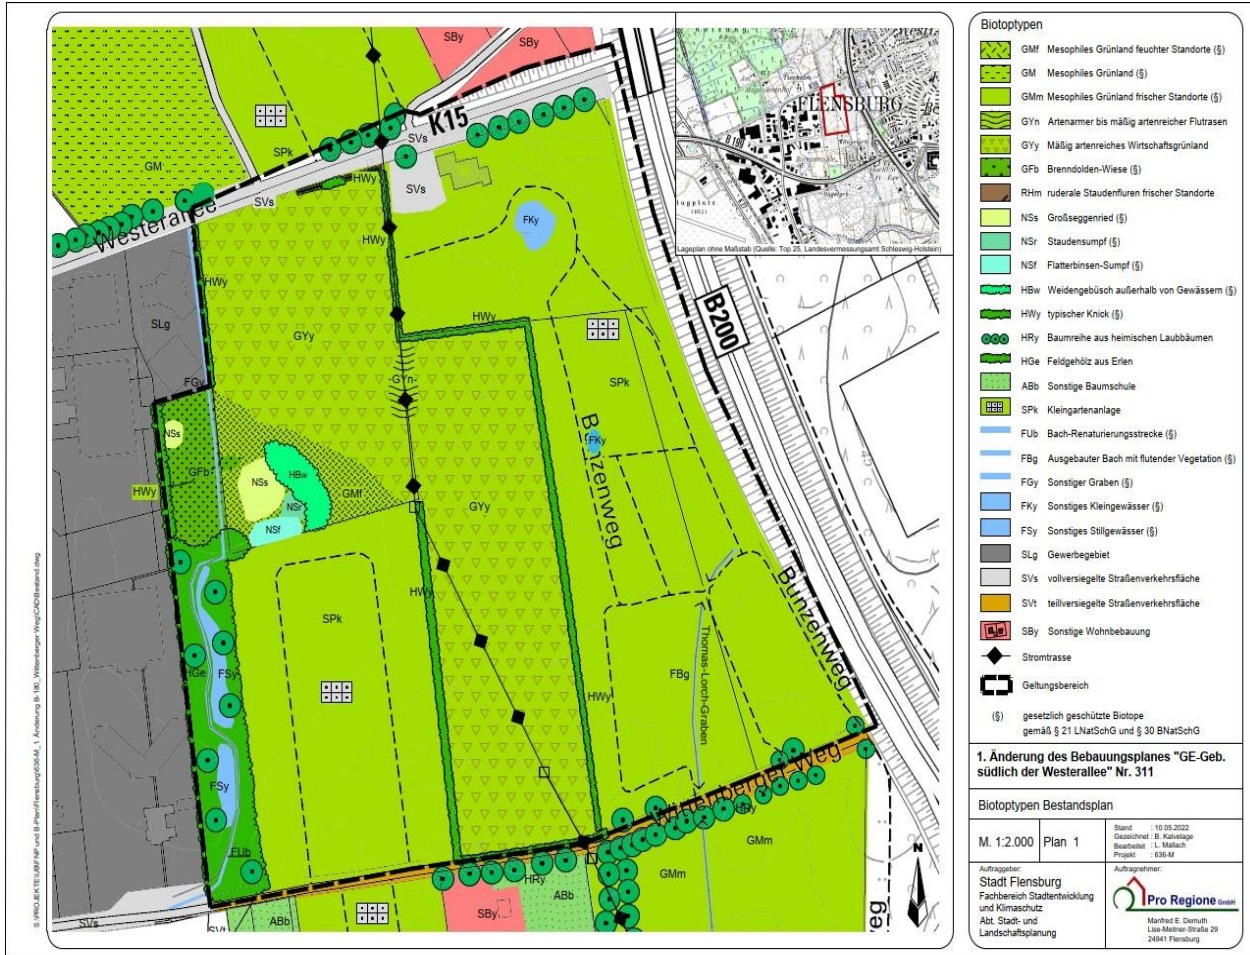 SBy
SBy
SPk
GM
K15
SVs
SVs
SVs
Westerallee
HWy
HWy
HWy
FKy
SLg
GYy
HWy
SPk
FGy
GYn
B200
NSs
GFb
NSs
HBw
NSr
NSf
GMf
HWy
GYy
FKy
Bunzenweg
SPk
HWy
Bunzenweg
HGe
FSy
FBg
Thomas-Lorch-Graben
HWy
FSy
FUb
Wittenberger-Weg
HRy
GMm
GMm
HRy
ABb
SBy
ABb
SVs
SVt
FLENSBURG
B 199
Lageplan ohne Maßstab (Quelle: Top 25, Landesvermessungsamt Schleswig-Holstein)
Biotoptypen
GMf Mesophiles Grünland feuchter Standorte (§)
GM Mesophiles Grünland (§)
GMm Mesophiles Grünland frischer Standorte (§)
GYn Artenarmer bis mäßig artenreicher Flutrasen
GYy Mäßig artenreiches Wirtschaftsgrünland
GFb Brenndolden-Wiese (§)
RHm ruderale Staudenfluren frischer Standorte
NSs Großseggenried (§)
NSr Staudensumpf (§)
NSf Flatterbinsen-Sumpf (§)
HBw Weidengebüsch außerhalb von Gewässern (§)
HWy typischer Knick (§)
HRy Baumreihe aus heimischen Laubbäumen
HGe Feldgehölz aus Erlen
ABb Sonstige Baumschule
SPk Kleingartenanlage
FUb Bach-Renaturierungsstrecke (§)
FBg Ausgebauter Bach mit flutender Vegetation (§)
FGy Sonstiger Graben (§)
FKy Sonstiges Kleingewässer (§)
FSy Sonstiges Stillgewässer (§)
SLg Gewerbegebiet
SVs vollversiegelte Straßenverkehrsfläche
SVt teillversiegelte Straßenverkehrsfläche
SBy Sonstige Wohnbebauung
Stromtrasse
Geltungsbereich
(§) gesetzlich geschützte Biotope
gemäß § 21 LNatSchG und § 30 BNatSchG
1. Änderung des Bebauungsplanes "GE-Geb.
südlich der Westerallee" Nr. 311
Biotoptypen Bestandsplan
M. 1:2.000 Plan 1
Stand : 10.05.2022
Gezeichnet : B. Kalvelage
Bearbeitet : L. Mallach
Projekt : 636-M
Auftraggeber:
Stadt Flensburg
Fachbereich Stadtentwicklung
und Klimaschutz
Abt. Stadt- und
Landschaftsplanung
Auftragnehmer:
Pro Regione GmbH
Manfred E. Demuth
Lise-Meitner-Straße 29
24941 Flensburg
N